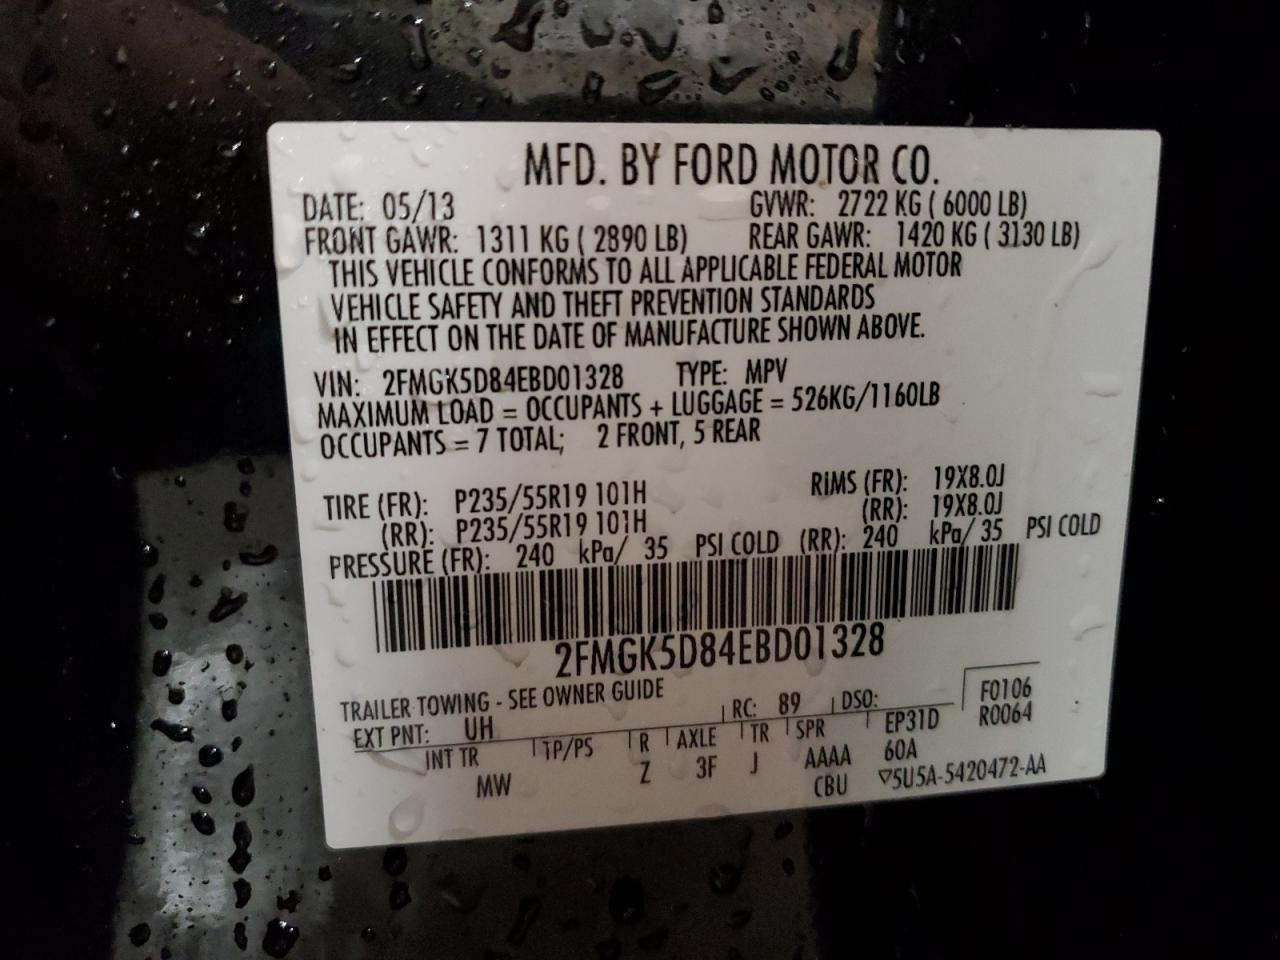 MFD. BY FORD MOTOR CO.
DATE: 05/13 GVWR: 2722 KG ( 6000 LB)
FRONT GAWR: 1311 KG ( 2890 LB) REAR GAWR: 1420 KG ( 3130 LB)
THIS VEHICLE CONFORMS TO ALL APPLICABLE FEDERAL MOTOR
VEHICLE SAFETY AND THEFT PREVENTION STANDARDS
IN EFFECT ON THE DATE OF MANUFACTURE SHOWN ABOVE.
VIN: 2FMGK5D84EBD01328 TYPE: MPV
MAXIMUM LOAD = OCCUPANTS + LUGGAGE = 526KG/1160LB
OCCUPANTS = 7 TOTAL; 2 FRONT, 5 REAR
TIRE (FR): P235/55R19 101H RiMS (FR): 19X8.0J
(RR): P235/55R19 101H (RR): 19X8.0J
PRESSURE (FR): 240 kPa/ 35 PSI COLD (RR): 240 kPa/ 35 PSI COLD
2FMGK5D84EBD01328
TRAILER TOWING - SEE OWNER GUIDE
EXT PNT: UH RC: 89 DSO: F0106
INT TR TP/PS R AXLE TR SPR EP31D R0064
MW Z 3F J AAAA 60A
CBU ▽5U5A-5420472-AA